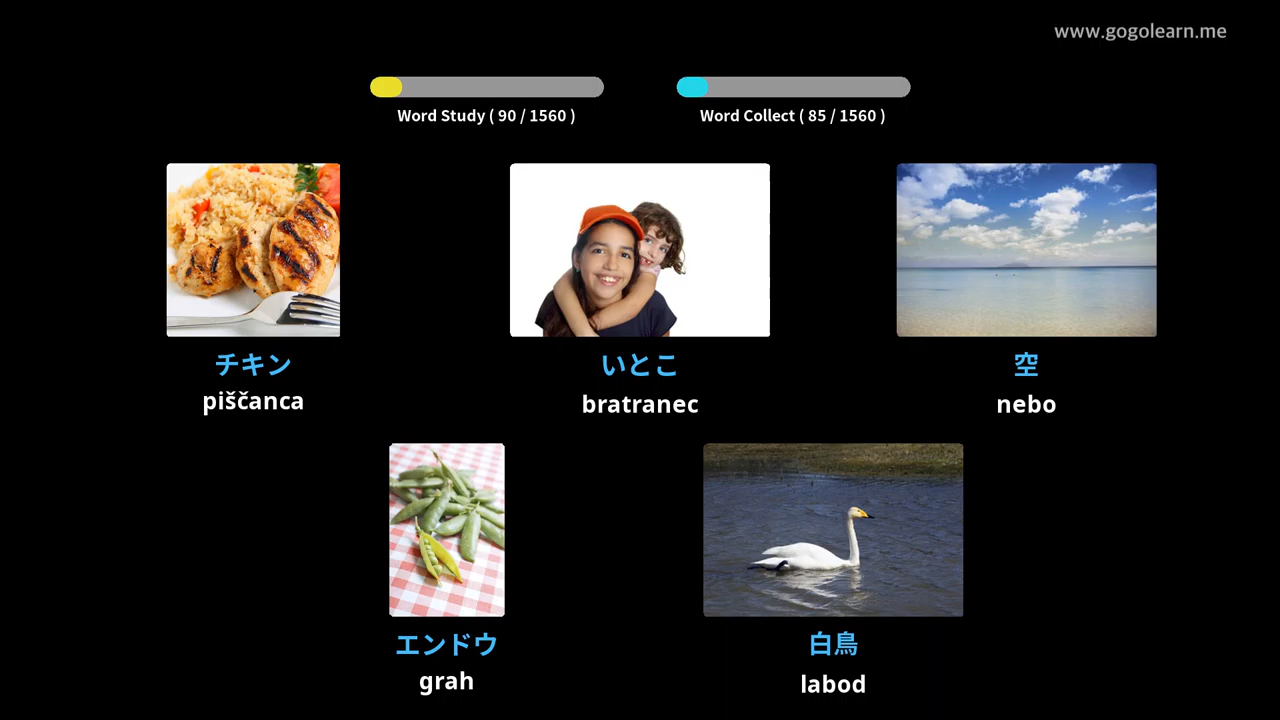 www.gogolearn.me
Word Study ( 90 / 1560 )
Word Collect ( 85 / 1560 )
チキン
piščanca
いとこ
bratranec
空
nebo
エンドウ
grah
白鳥
labod